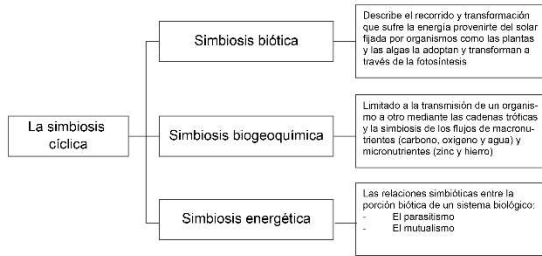 La simbiosis
cíclica
Simbiosis biótica
Describe el recorrido y transformación
que sufre la energía provenirte del solar
fijada por organismos como las plantas
y las algas la adoptan y transforman a
través de la fotosíntesis
Simbiosis biogeoquimica
Limitado a la transmisión de un organis-
mo a otro mediante las cadenas tróficas
y la simbiosis de los flujos de macronu-
trientes (carbono, oxigeno y agua) y
micronutrientes (zinc y hierro)
Simbiosis energética
Las relaciones simbióticas entre la
porción biótica de un sistema biológico:
- El parasitismo
- El mutualismo